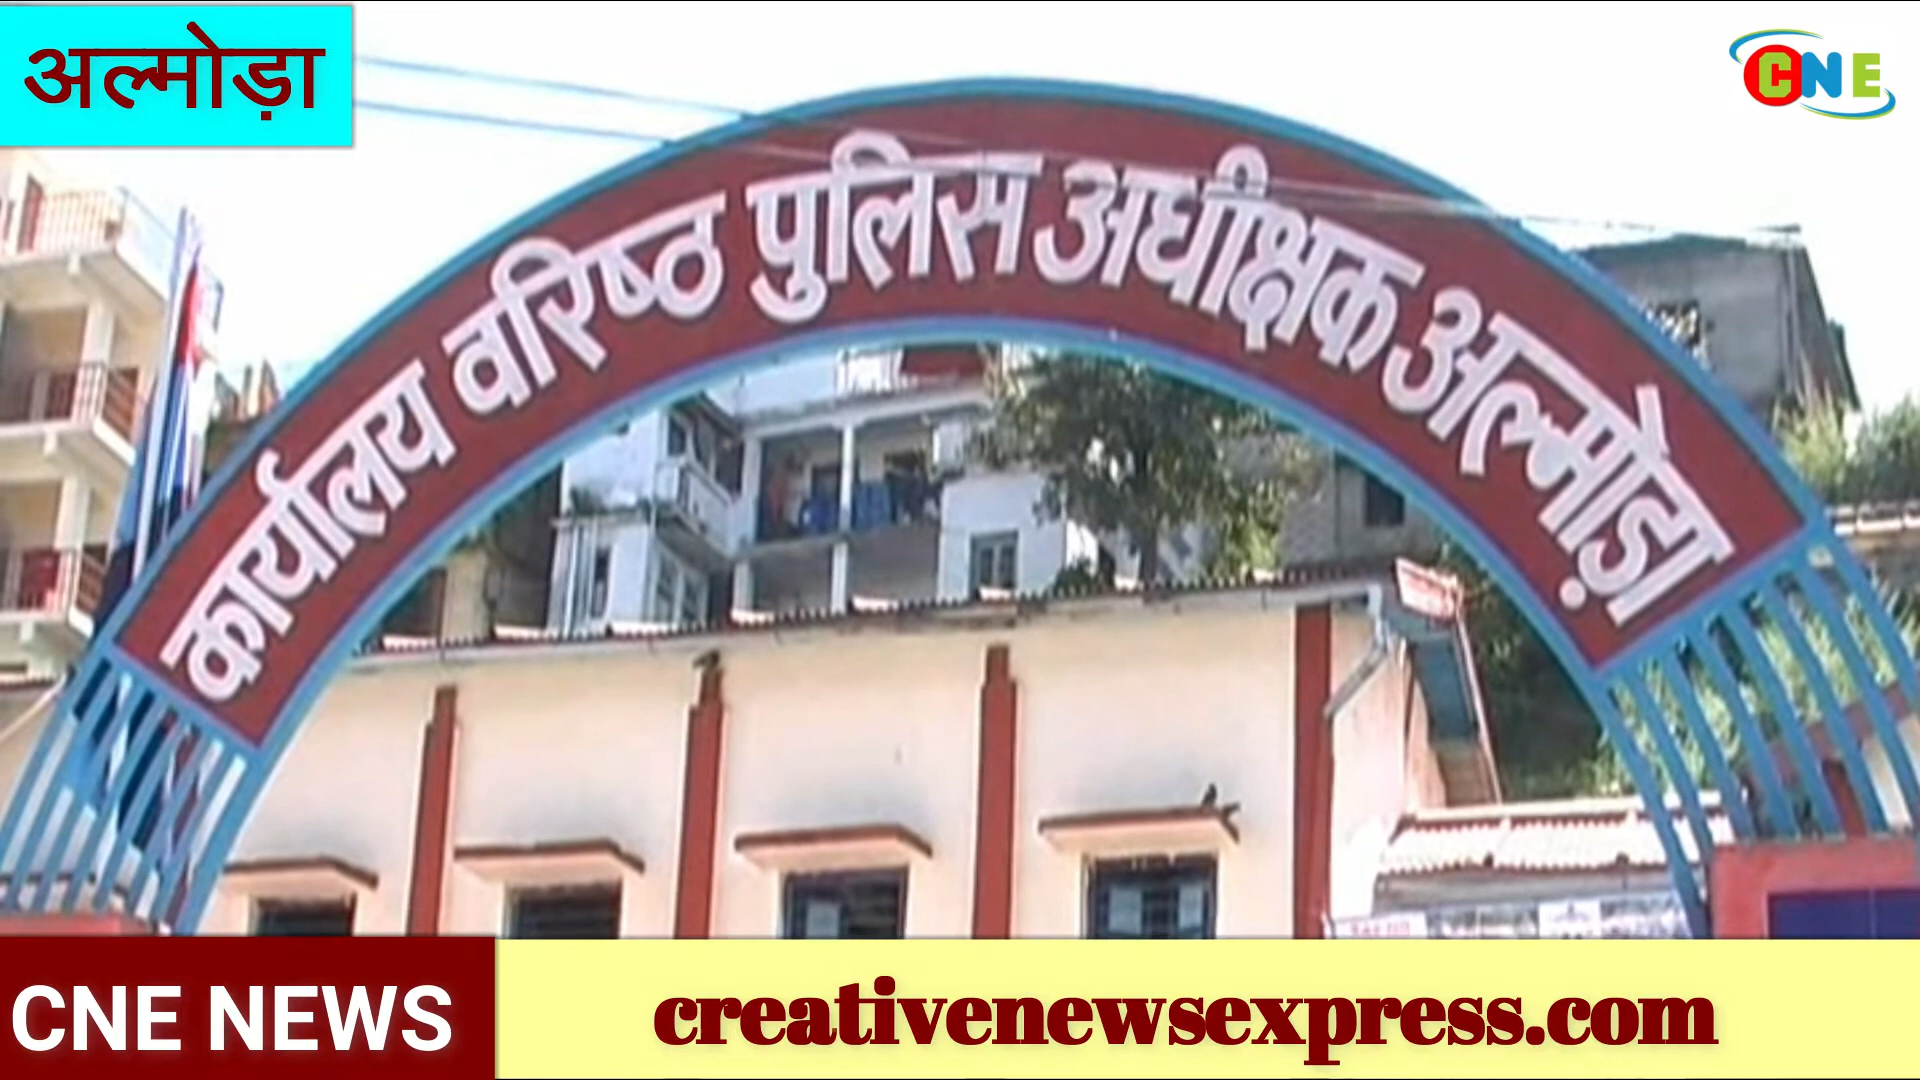 अल्मोड़ा
CNE
कार्यालय वरिष्ठ पुलिस अधीक्षक अल्मोड़ा
CNE NEWS
creativenewsexpress.com